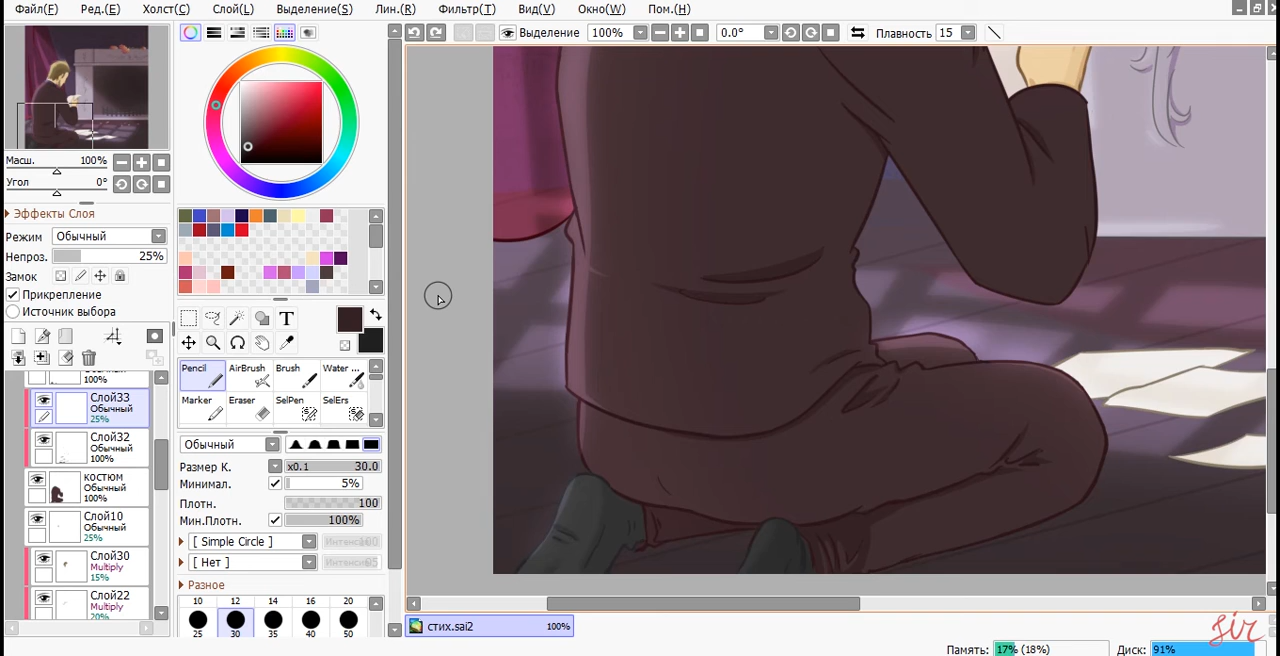 Файл(F) Ред.(E) Холст(C) Слой(L) Выделение(S) Лин.(R) Фильтр(T) Вид(V) Окно(W) Пом.(H)
Выделение 100% 0.0° Плавность 15
Масш. 100%
Угол 0°
Эффекты Слоя
Режим Обычный
Непроз. 25%
Замок
Прикрепление
Источник выбора
100%
Слой33
Обычный
25%
Слой32
Обычный
100%
костюм
Обычный
100%
Слой10
Обычный
25%
Слой30
Multiply
15%
Слой22
Multiply
20%
T
Pencil AirBrush Brush Water ...
Marker Eraser SelPen SelErs
Обычный
Размер К. x0.1 30.0
Минимал. 5%
Плотн. 100
Мин.Плотн. 100%
[ Simple Circle ]
[ Нет ]
Разное
10 12 14 16 20
25 30 35 40 50
стих.sai2 100%
sir
Память: 17% (18%) Диск: 91%